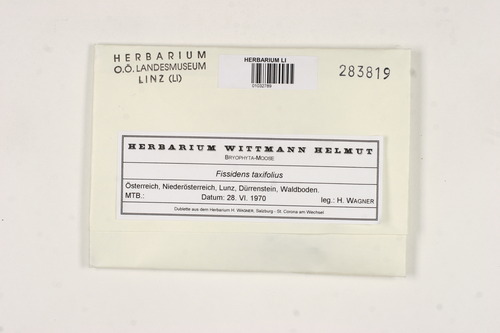 HERBARIUM
O.Ö. LANDESMUSEUM
LINZ (LI)
HERBARIUM LI
01032789
283819
HERBARIUM WITTMANN HELMUT
BRYOPHYTA-MOOSE
Fissidens taxifolius
Österreich, Niederösterreich, Lunz, Dürrenstein, Waldboden.
MTB.: Datum: 28. VI. 1970 leg.: H. WAGNER
Dublette aus dem Herbarium H. WAGNER, Salzburg - St. Corona am Wechsel